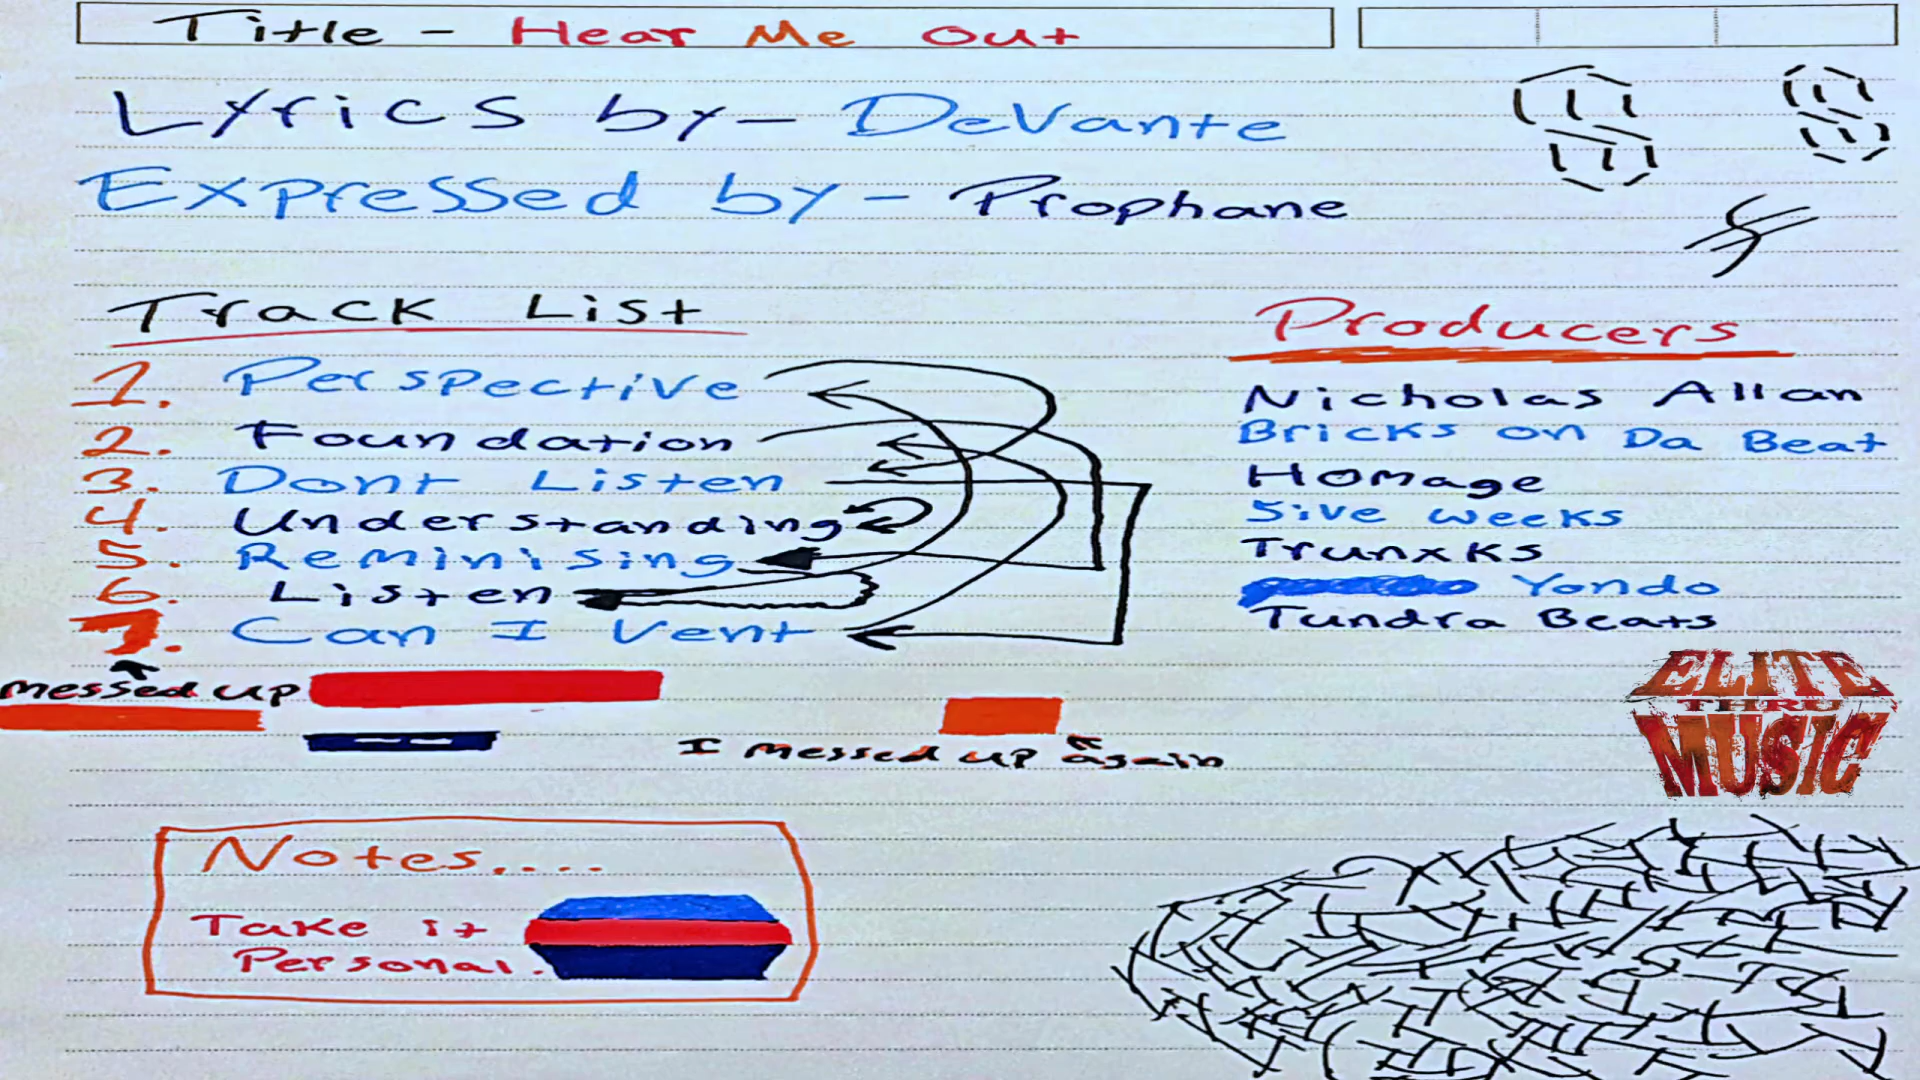 Title - Hear Me Out
Lyrics by - DeVante
Expressed by - Prophane
Track List
1. Perspective
2. Foundation
3. Dont Listen
4. Understanding
5. Reminising
6. Listen
7. Can I Vent
messed up
I messed up again
Producers
Nicholas Allan
Bricks on Da Beat
Homage
5ive weeks
Trunxks
Yondo
Tundra Beats
ELITE
THRU
MUSIC
Notes....
Take it
Personal.